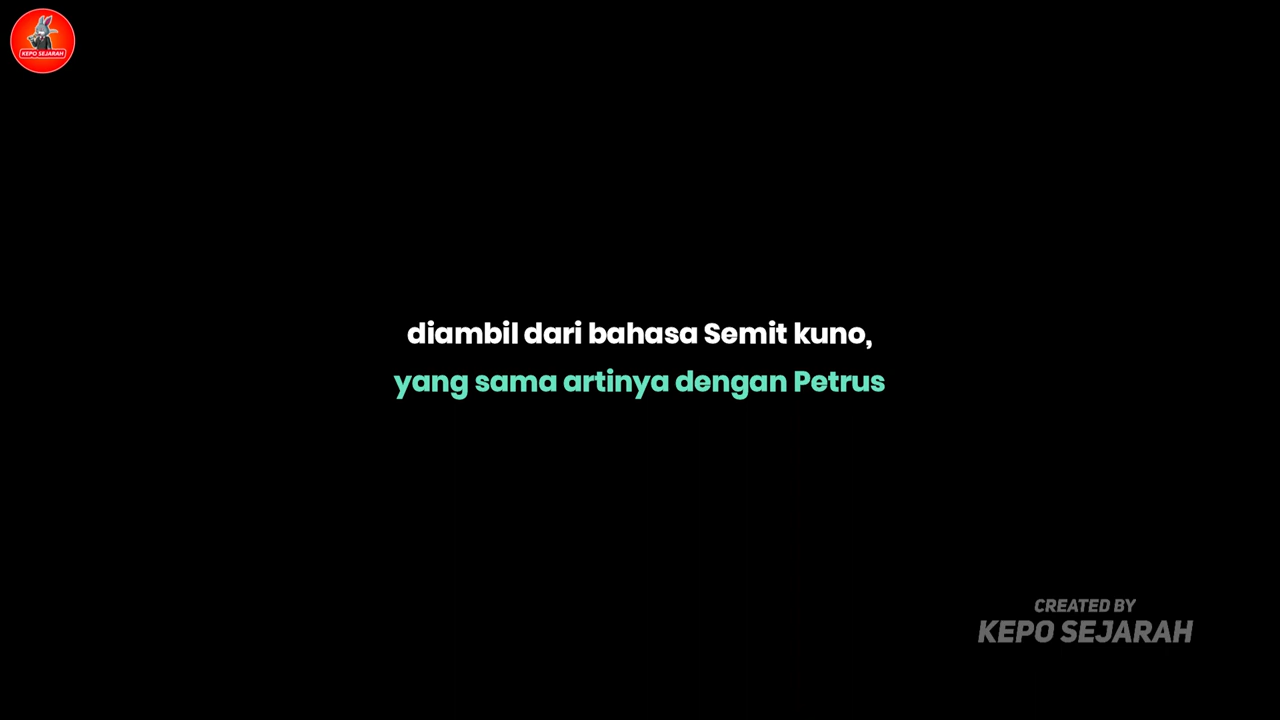 KEPO SEJARAH
diambil dari bahasa Semit kuno,
yang sama artinya dengan Petrus
CREATED BY
KEPO SEJARAH